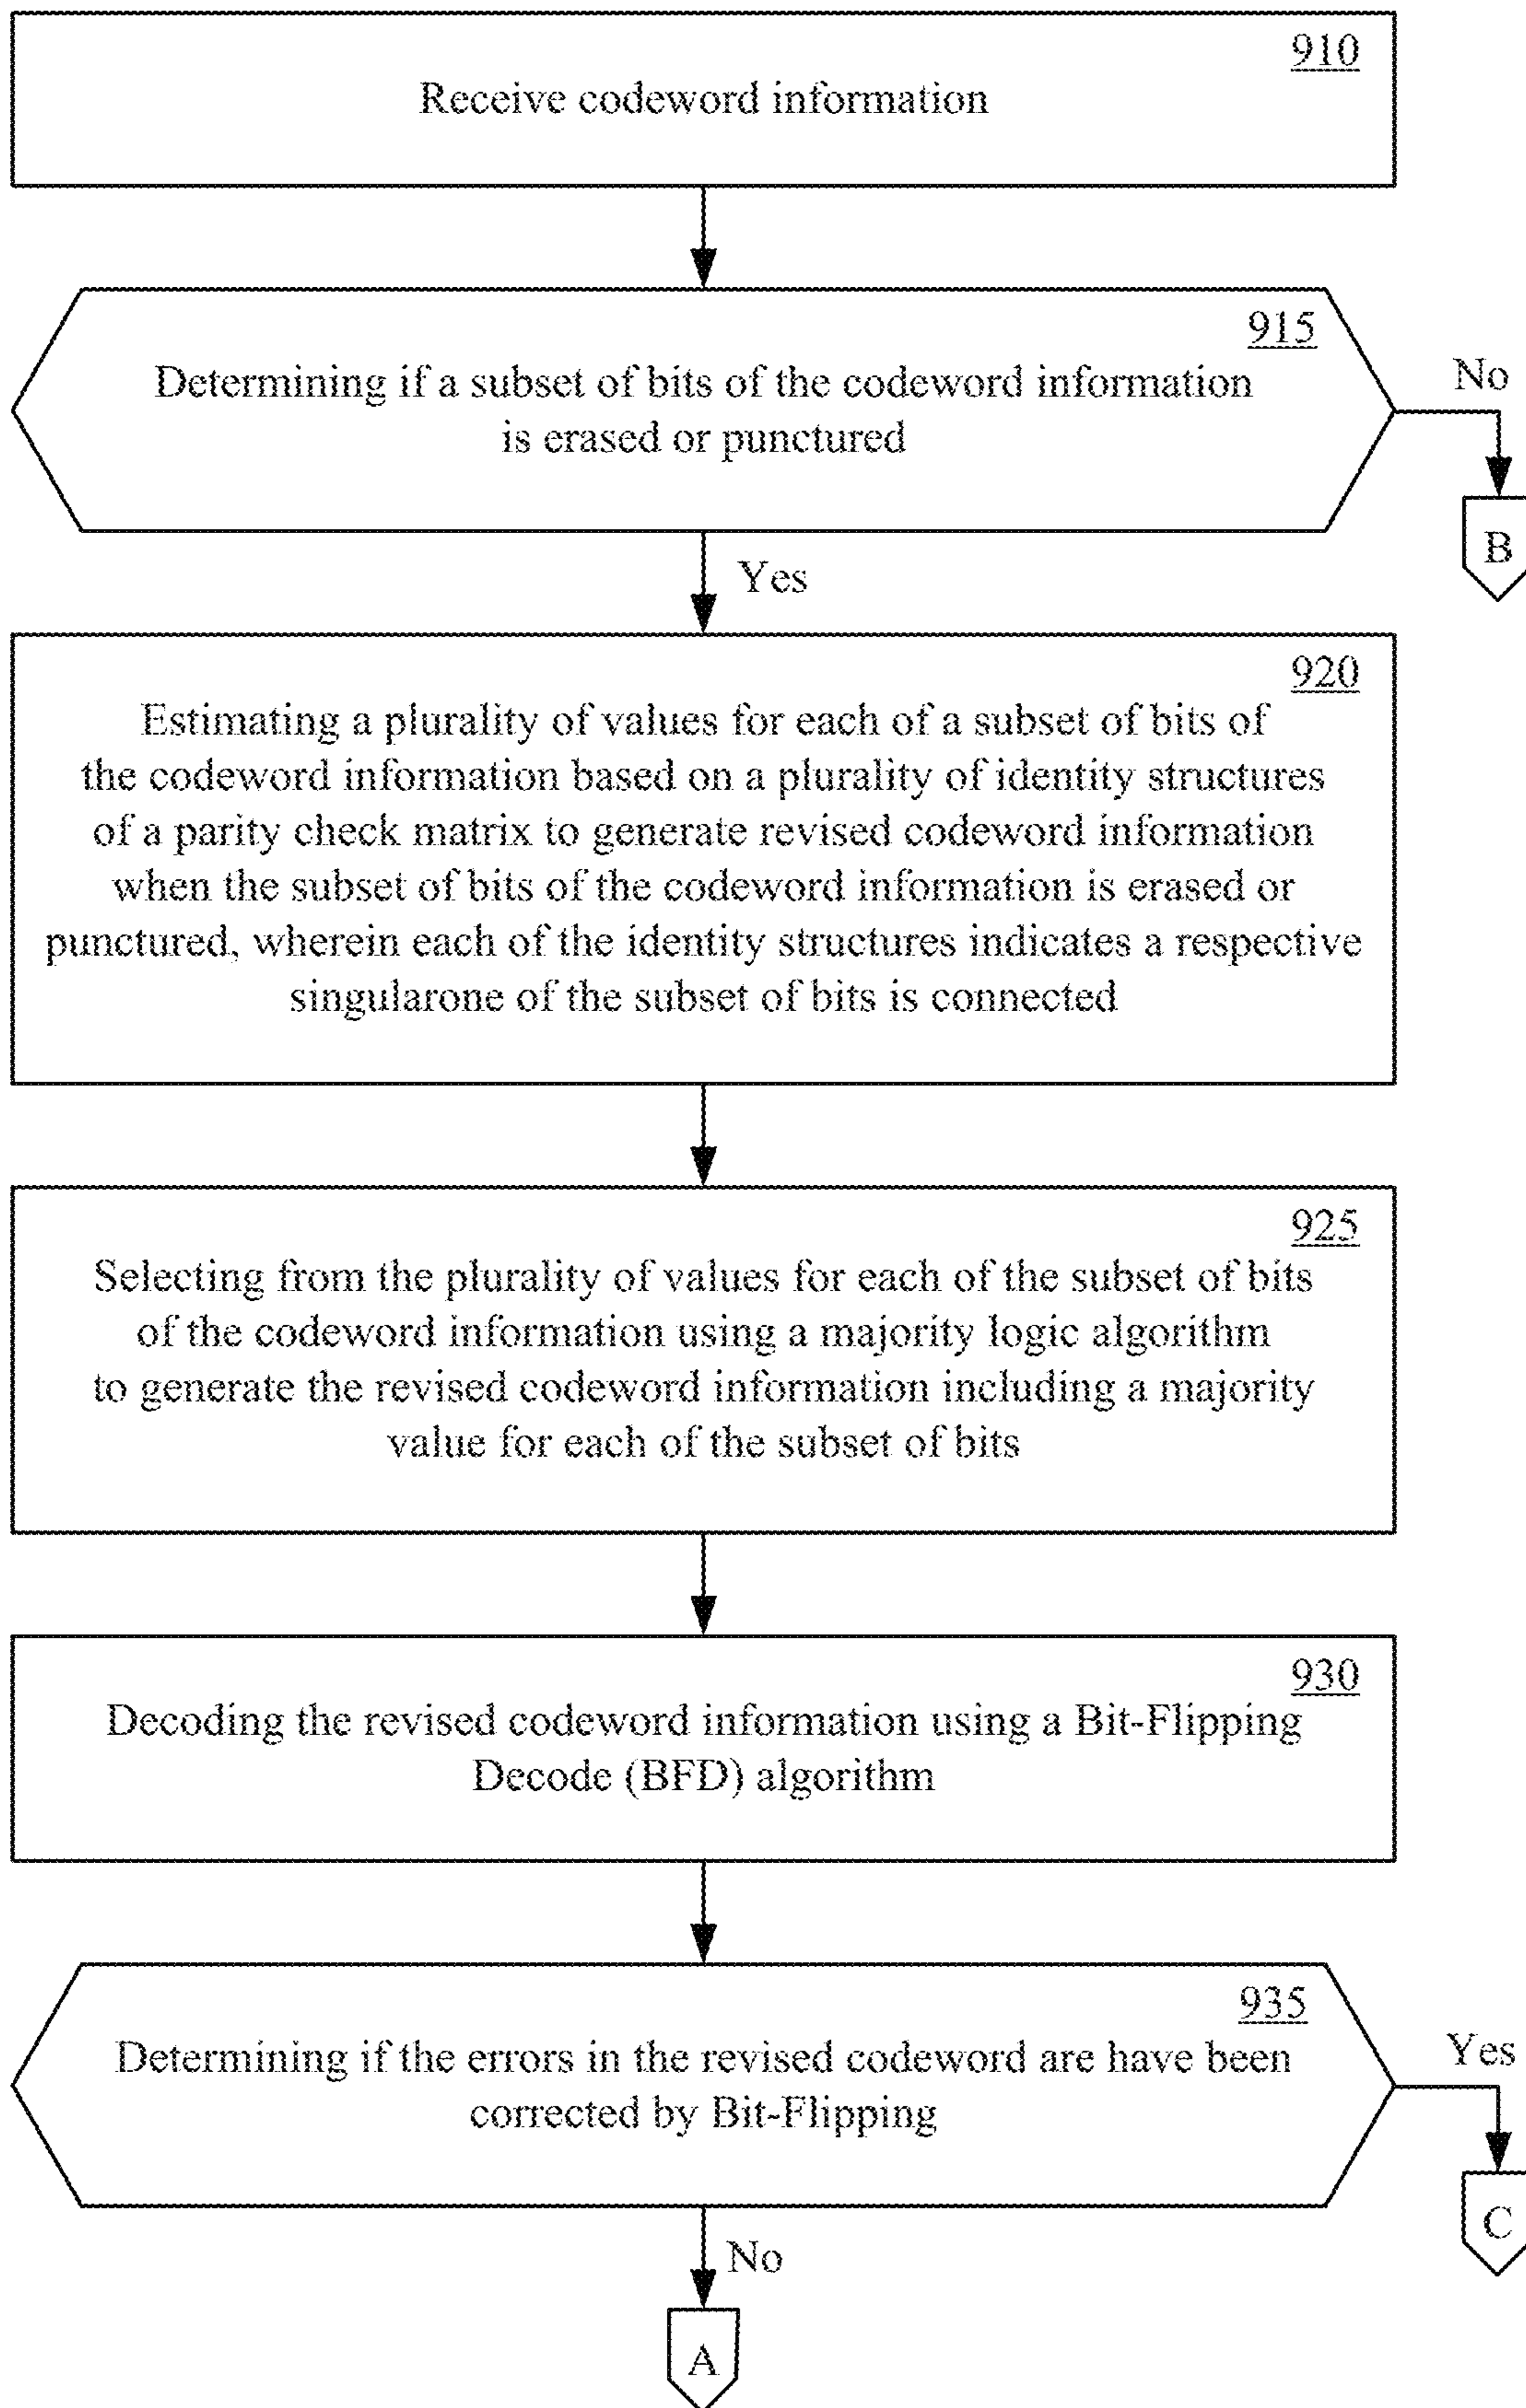 910
Receive codeword information
915
Determining if a subset of bits of the codeword information
is erased or punctured
No
B
Yes
920
Estimating a plurality of values for each of a subset of bits of
the codeword information based on a plurality of identity structures
of a parity check matrix to generate revised codeword information
when the subset of bits of the codeword information is erased or
punctured, wherein each of the identity structures indicates a respective
singularone of the subset of bits is connected
925
Selecting from the plurality of values for each of the subset of bits
of the codeword information using a majority logic algorithm
to generate the revised codeword information including a majority
value for each of the subset of bits
930
Decoding the revised codeword information using a Bit-Flipping
Decode (BFD) algorithm
935
Determining if the errors in the revised codeword are have been
corrected by Bit-Flipping
Yes
C
No
A